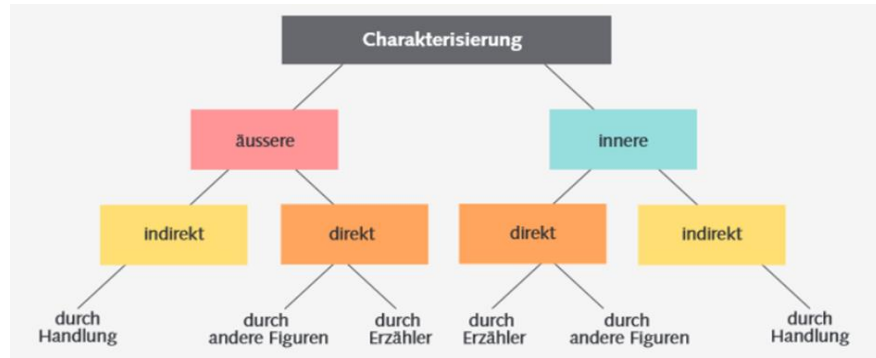 Charakterisierung
äussere
innere
indirekt
direkt
direkt
indirekt
durch
Handlung
durch
andere Figuren
durch
Erzähler
durch
Erzähler
durch
andere Figuren
durch
Handlung